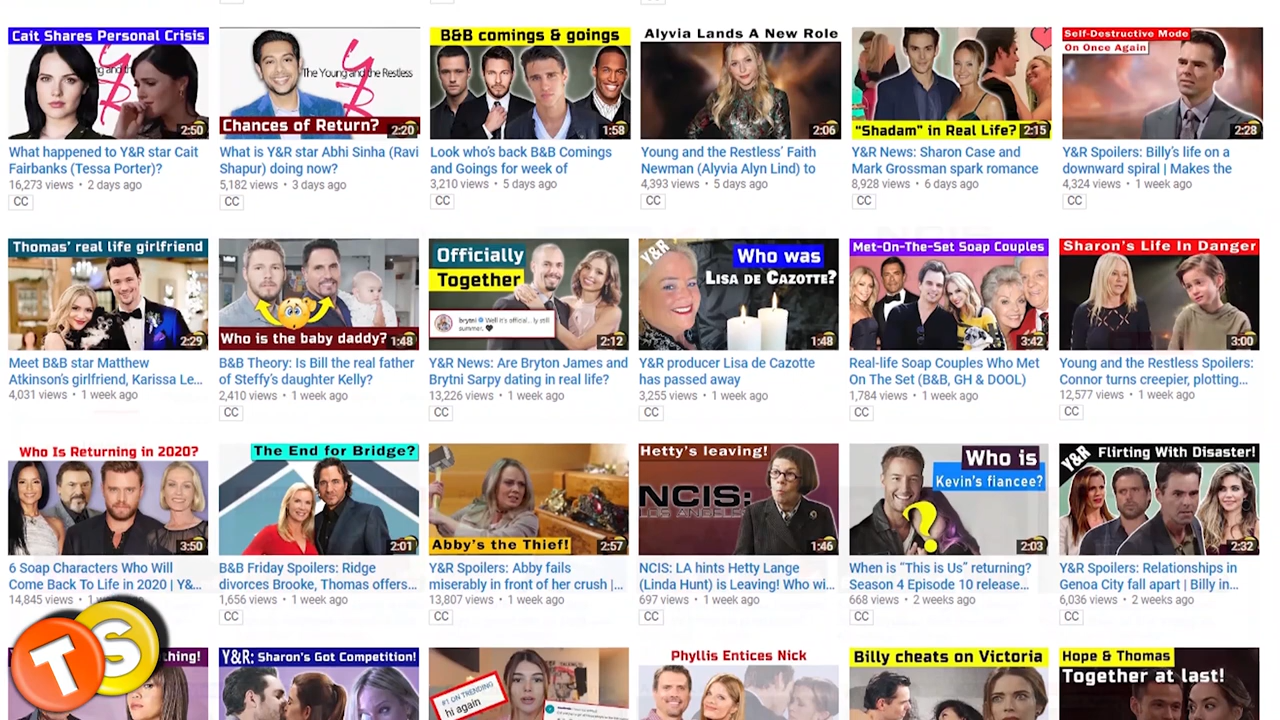 Cait Shares Personal Crisis
2:50
What happened to Y&R star Cait
Fairbanks (Tessa Porter)?
16,273 views • 2 days ago
CC
The Young and the Restless
YR
Chances of Return?
2:20
What is Y&R star Abhi Sinha (Ravi
Shapur) doing now?
5,182 views • 3 days ago
CC
B&B comings & goings
1:58
Look who's back B&B Comings
and Goings for week of
3,210 views • 5 days ago
CC
Alyvia Lands A New Role
2:06
Young and the Restless' Faith
Newman (Alyvia Alyn Lind) to
4,393 views • 5 days ago
CC
"Shadam" in Real Life?
2:15
Y&R News: Sharon Case and
Mark Grossman spark romance
8,928 views • 6 days ago
CC
Self-Destructive Mode
On Once Again
2:28
Y&R Spoilers: Billy's life on a
downward spiral | Makes the
4,324 views • 1 week ago
CC
Thomas' real life girlfriend
2:29
Meet B&B star Matthew
Atkinson's girlfriend, Karissa Le...
4,031 views • 1 week ago
Who is the baby daddy?
1:48
B&B Theory: Is Bill the real father
of Steffy's daughter Kelly?
2,410 views • 1 week ago
CC
Officially
Together
brytni Well it's official... ly still
summer.
2:12
Y&R News: Are Bryton James and
Brytni Sarpy dating in real life?
13,226 views • 1 week ago
CC
Y&R
Who was
Lisa de Cazotte?
1:48
Y&R producer Lisa de Cazotte
has passed away
3,255 views • 1 week ago
CC
Met-On-The-Set Soap Couples
3:42
Real-life Soap Couples Who Met
On The Set (B&B, GH & DOOL)
1,784 views • 1 week ago
CC
Sharon's Life In Danger
3:00
Young and the Restless Spoilers:
Connor turns creepier, plotting...
12,577 views • 1 week ago
CC
Who Is Returning in 2020?
3:50
6 Soap Characters Who Will
Come Back To Life in 2020 | Y&...
14,845 views • 1 week ago
The End for Bridge?
2:01
B&B Friday Spoilers: Ridge
divorces Brooke, Thomas offers...
1,656 views • 1 week ago
CC
Abby's the Thief!
2:57
Y&R Spoilers: Abby fails
miserably in front of her crush |...
13,807 views • 1 week ago
CC
Hetty's leaving!
NCIS:
LOS ANGELES
1:46
NCIS: LA hints Hetty Lange
(Linda Hunt) is Leaving! Who wi...
697 views • 1 week ago
CC
Who is
Kevin's fiancee?
?
2:03
When is "This is Us" returning?
Season 4 Episode 10 release...
668 views • 2 weeks ago
CC
Y&R
Flirting With Disaster!
2:32
Y&R Spoilers: Relationships in
Genoa City fall apart | Billy in...
6,036 views • 2 weeks ago
CC
TS
Y&R: Sharon's Got Competition!
#1 ON TRENDING
hi again
Phyllis Entices Nick
Billy cheats on Victoria
Hope & Thomas
Together at last!